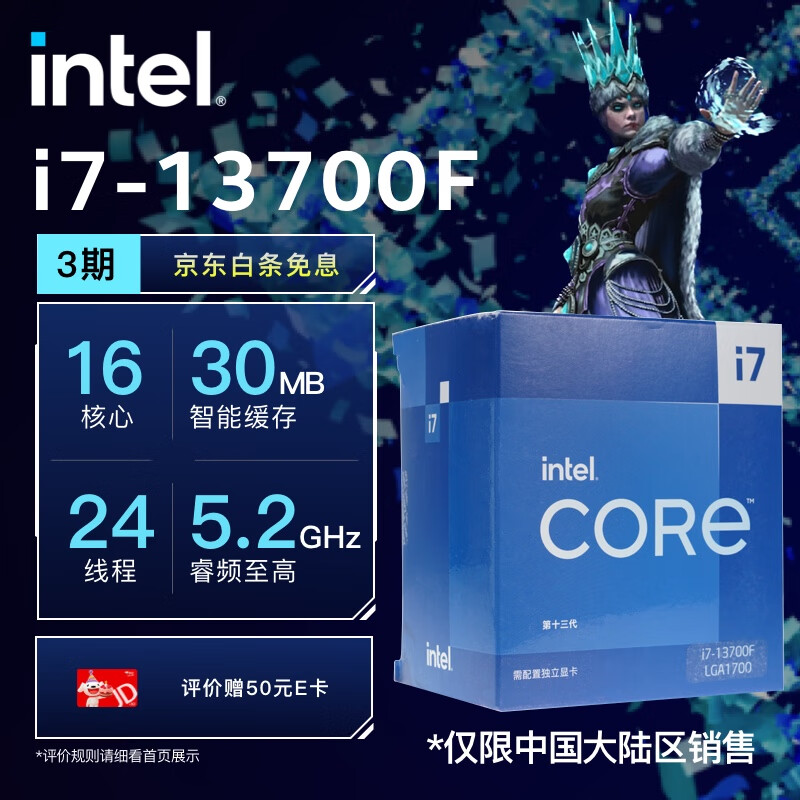 intel®
i7-13700F
3期 京东白条免息
16 30MB
核心 智能缓存
24 5.2GHz
线程 睿频至高
评价赠50元E卡
*评价规则请细看首页展示
i7
i7
intel.
CORE™
第十三代
intel.
i7-13700F
LGA1700
需配置独立显卡
*仅限中国大陆区销售